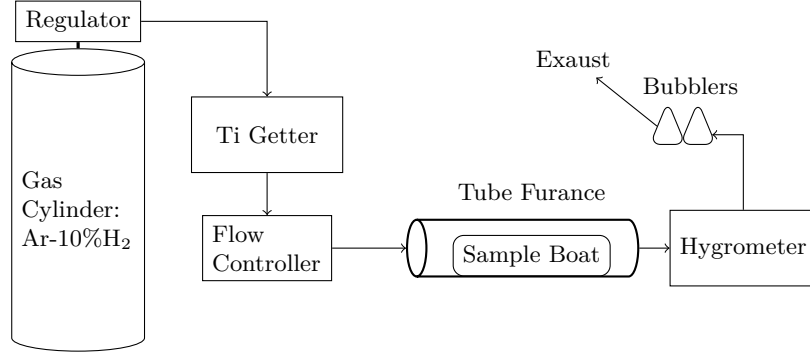 Regulator
Exaust
Bubblers
Ti Getter
Gas
Cylinder:
Ar-10%H₂
Tube Furance
Flow
Controller
Sample Boat
Hygrometer